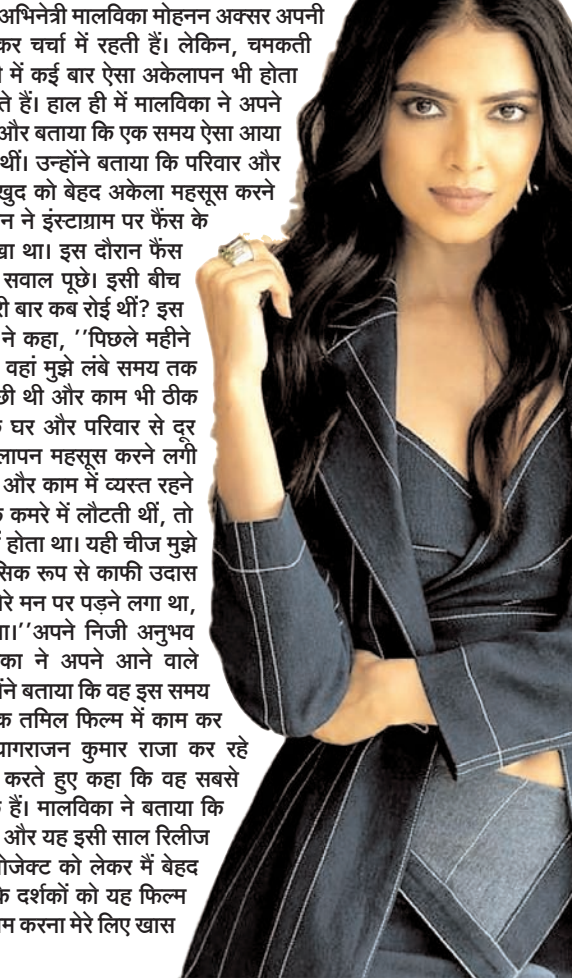 अभिनेत्री मालविका मोहनन अक्सर अपनी
कर चर्चा में रहती हैं। लेकिन, चमकती
में कई बार ऐसा अकेलापन भी होता
ते हैं। हाल ही में मालविका ने अपने
और बताया कि एक समय ऐसा आया
थीं। उन्होंने बताया कि परिवार और
खुद को बेहद अकेला महसूस करने
न ने इंस्टाग्राम पर फैंस के
खा था। इस दौरान फैंस
सवाल पूछे। इसी बीच
री बार कब रोई थीं? इस
ने कहा, ''पिछले महीने
वहां मुझे लंबे समय तक
छी थी और काम भी ठीक
घर और परिवार से दूर
लापन महसूस करने लगी
और काम में व्यस्त रहने
कमरे में लौटती थीं, तो
होता था। यही चीज मुझे
सिक रूप से काफी उदास
मेरे मन पर पड़ने लगा था,
ा।''अपने निजी अनुभव
का ने अपने आने वाले
ोंने बताया कि वह इस समय
क तमिल फिल्म में काम कर
यागराजन कुमार राजा कर रहे
करते हुए कहा कि वह सबसे
हैं। मालविका ने बताया कि
और यह इसी साल रिलीज
ोजेक्ट को लेकर मैं बेहद
के दर्शकों को यह फिल्म
म करना मेरे लिए खास